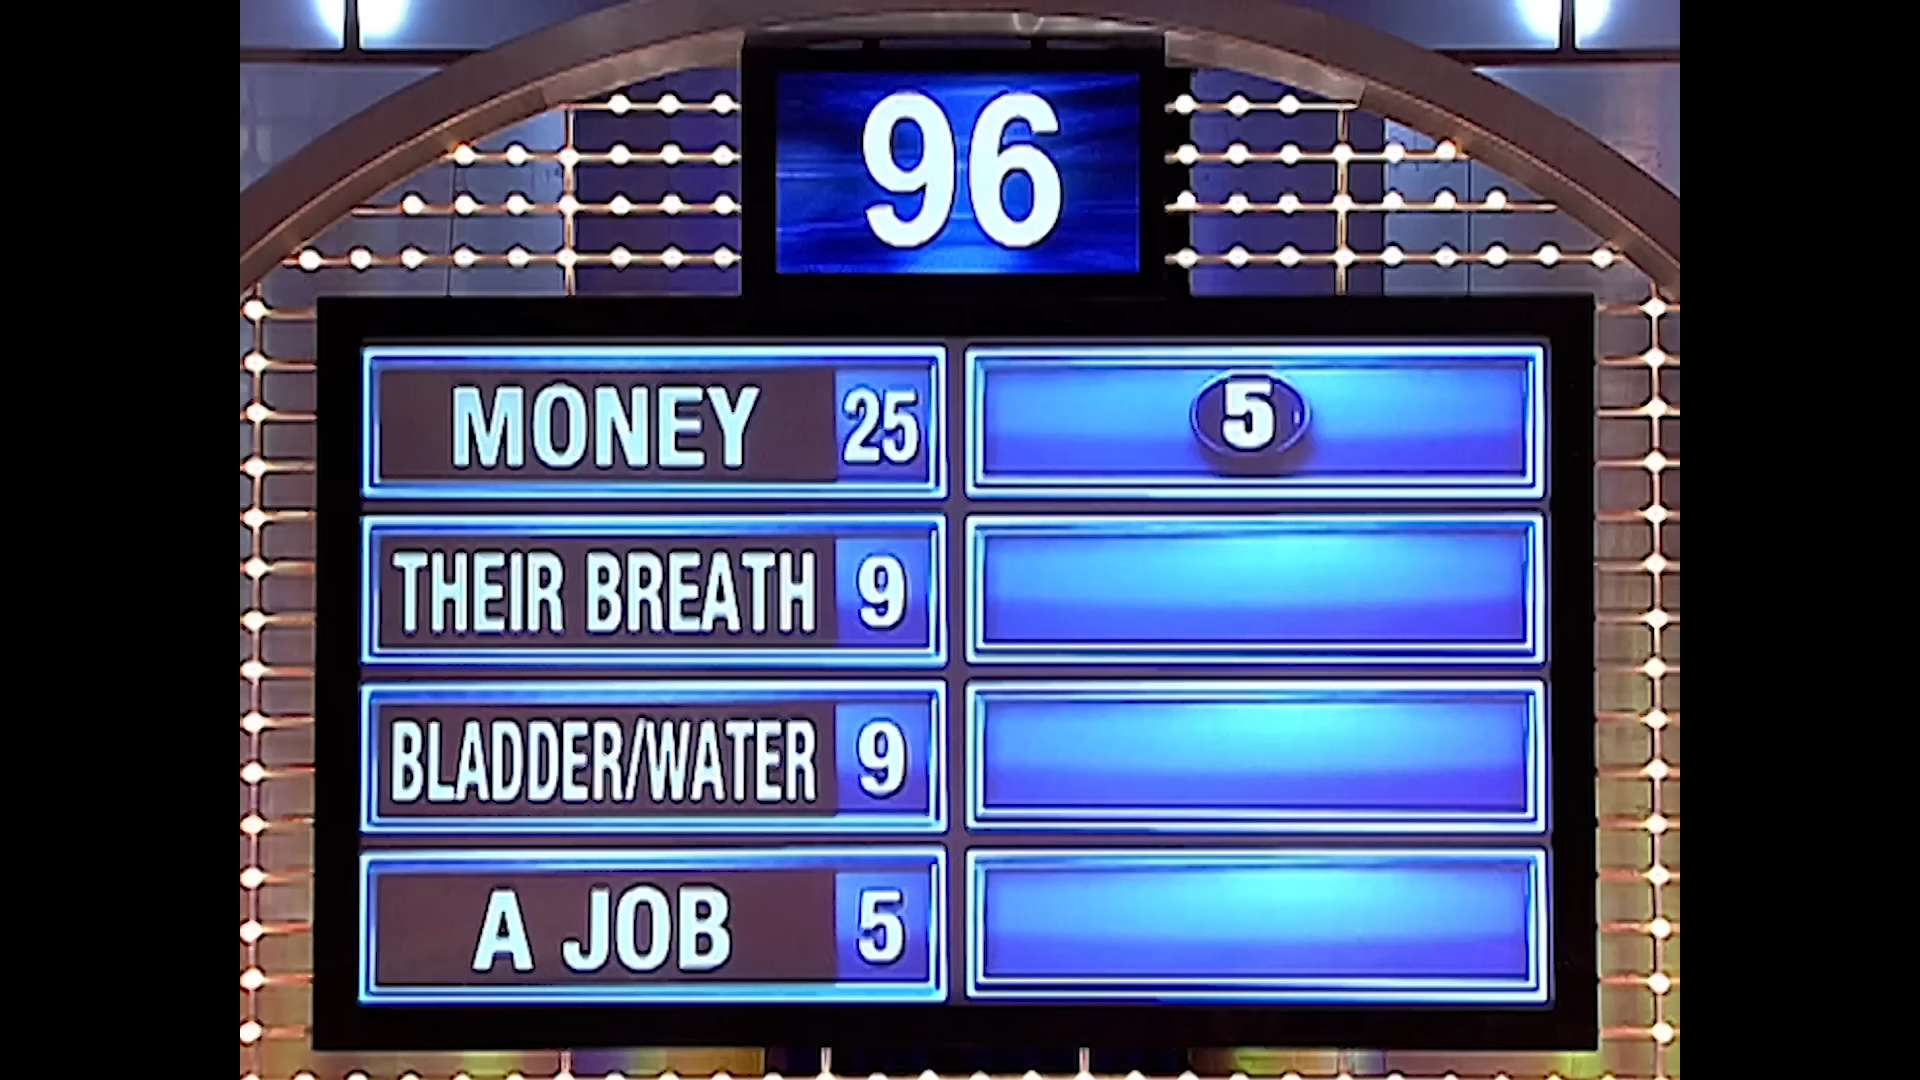 96
MONEY 25
5
THEIR BREATH 9
BLADDER/WATER 9
A JOB 5